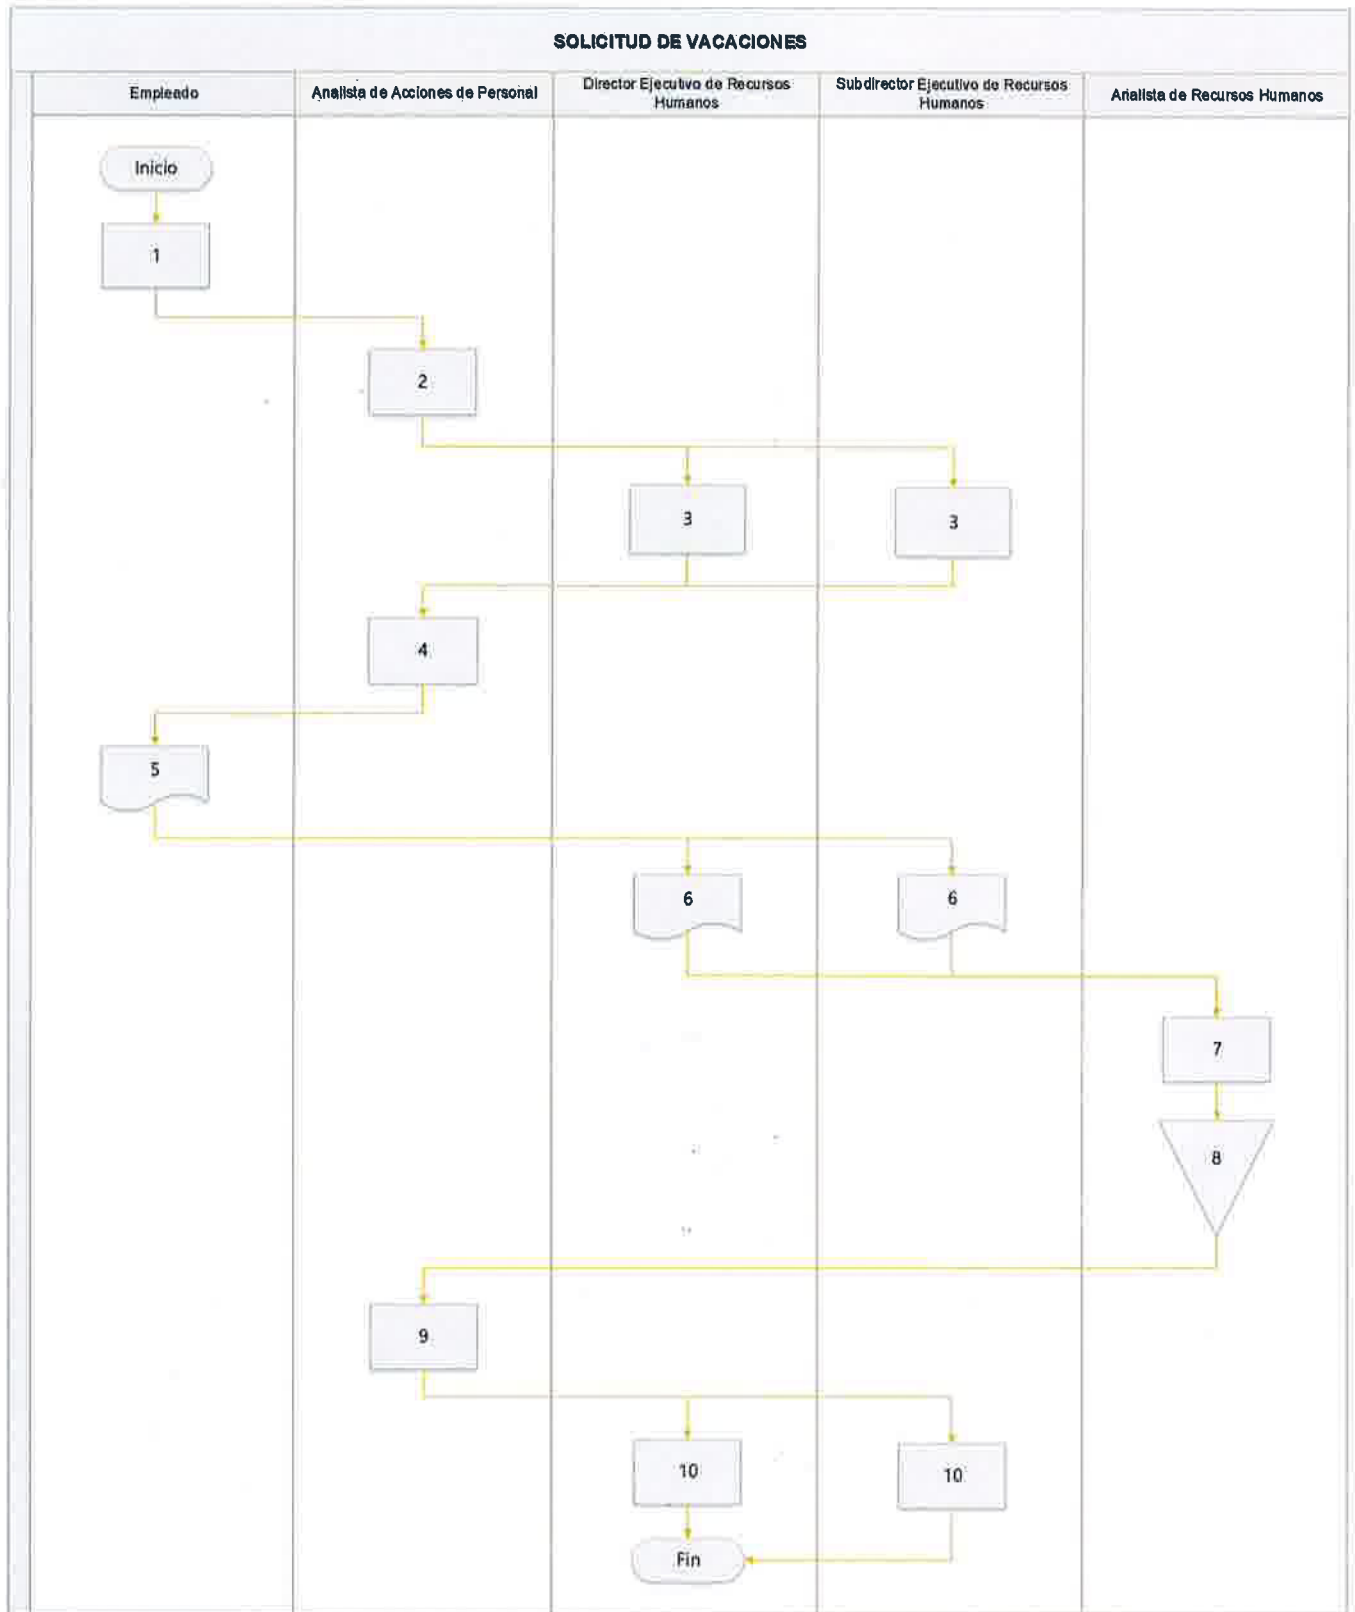 SOLICITUD DE VACACIONES
Empleado
Analista de Acciones de Personal
Director Ejecutivo de Recursos
Humanos
Subdirector Ejecutivo de Recursos
Humanos
Analista de Recursos Humanos
Inicio
1
2
3
3
4
5
6
6
7
8
9
10
10
Fin